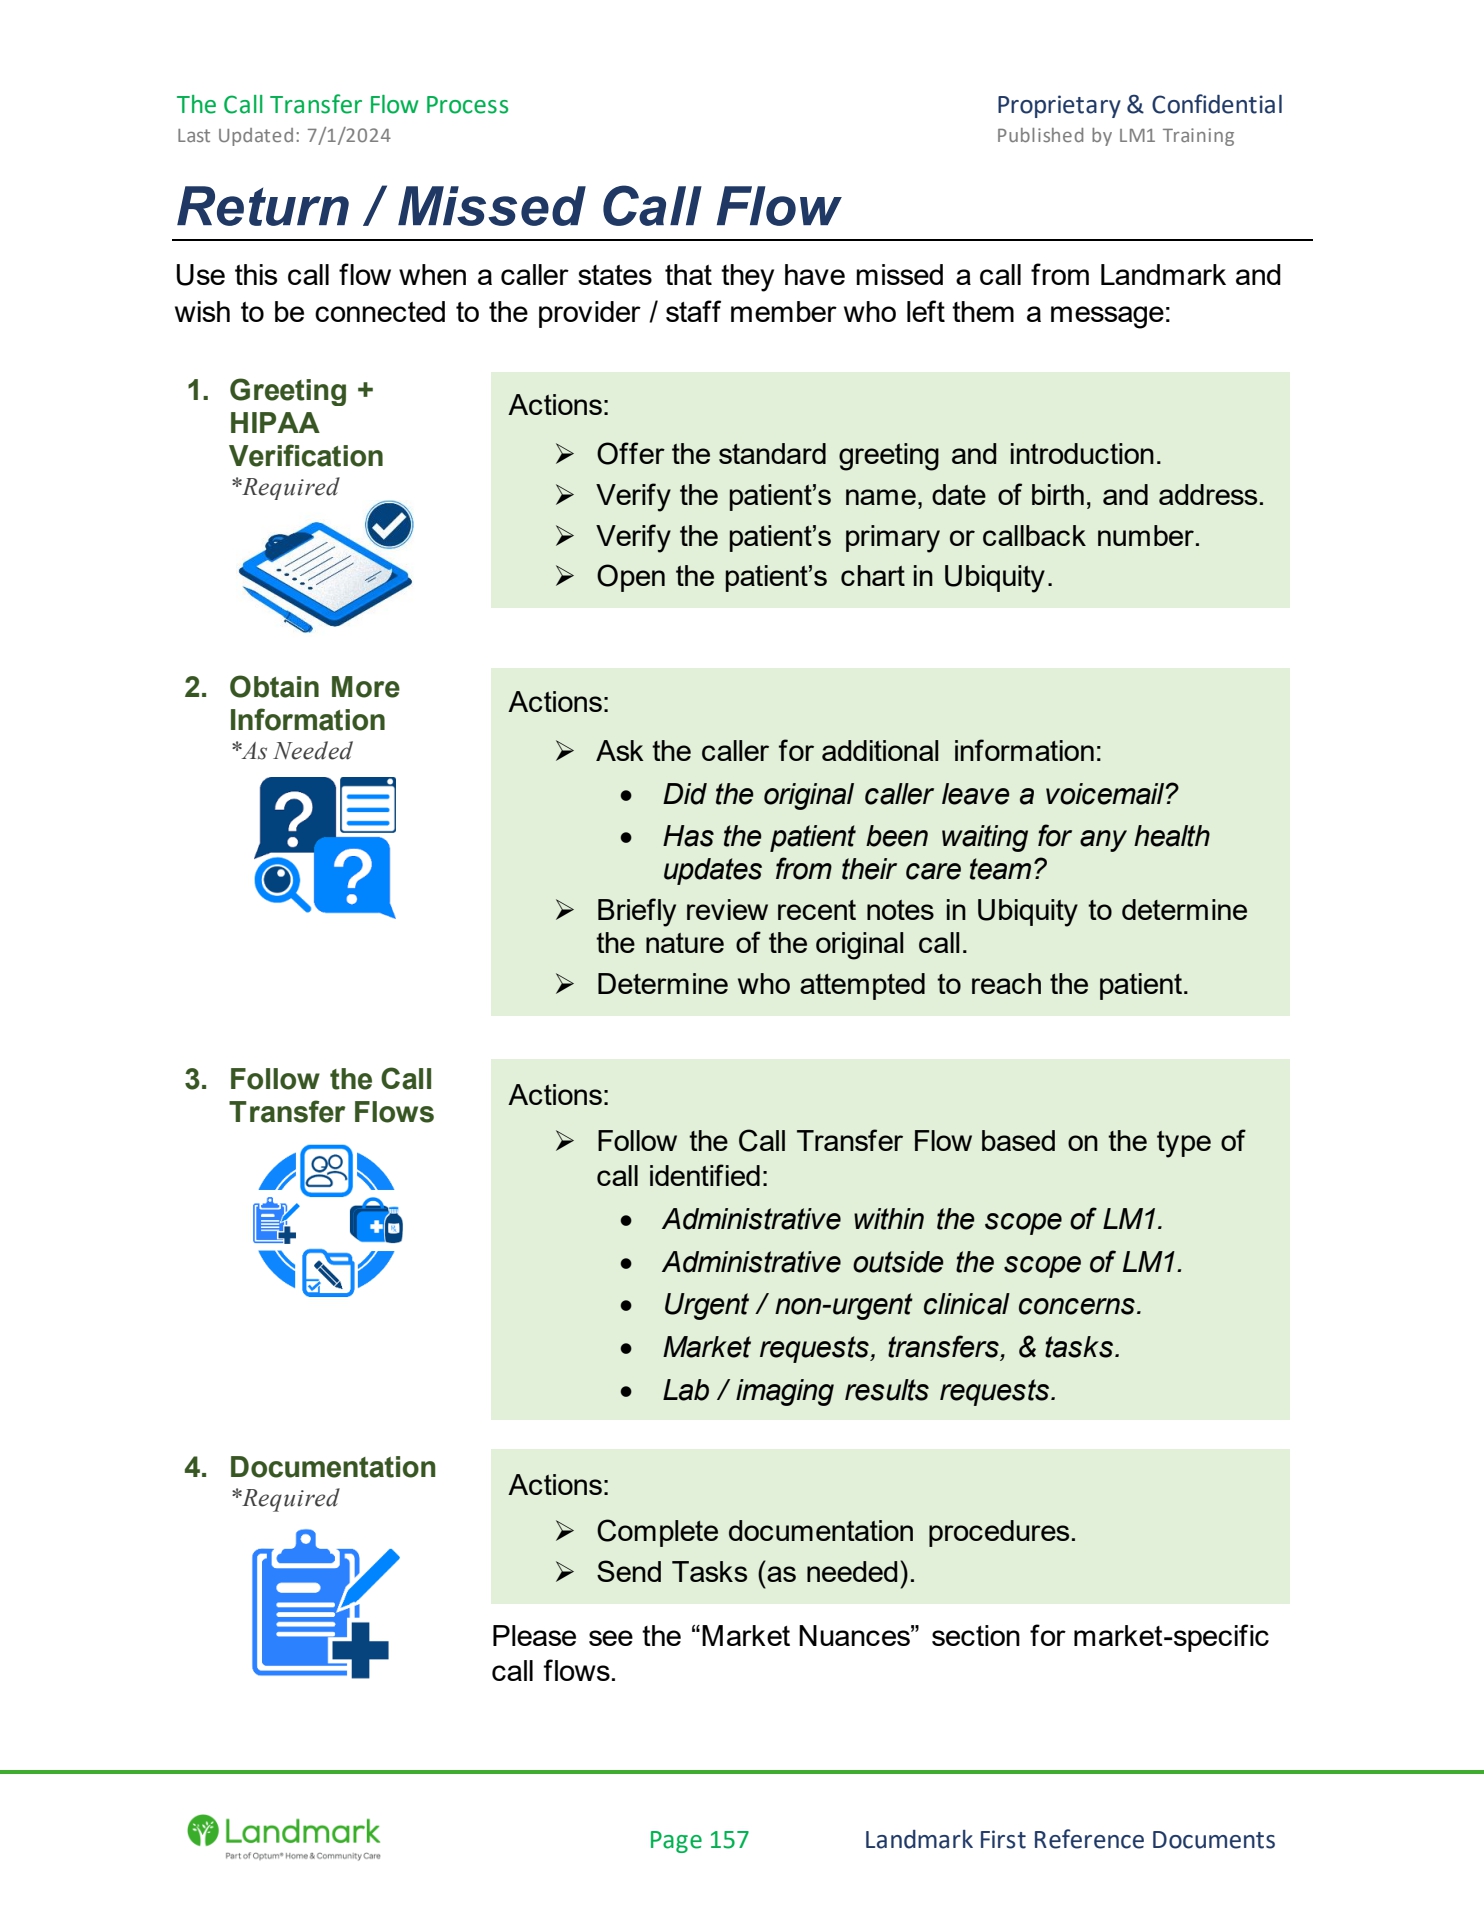 The Call Transfer Flow Process
Proprietary & Confidential
Last Updated: 7/1/2024
Published by LM1 Training
Return / Missed Call Flow
Use this call flow when a caller states that they have missed a call from Landmark and
wish to be connected to the provider / staff member who left them a message:
1. Greeting +
HIPAA
Verification
*Required
Actions:
➢ Offer the standard greeting and introduction.
➢ Verify the patient’s name, date of birth, and address.
➢ Verify the patient’s primary or callback number.
➢ Open the patient’s chart in Ubiquity.
2. Obtain More
Information
*As Needed
? ?
Actions:
➢ Ask the caller for additional information:
• Did the original caller leave a voicemail?
• Has the patient been waiting for any health
updates from their care team?
➢ Briefly review recent notes in Ubiquity to determine
the nature of the original call.
➢ Determine who attempted to reach the patient.
3. Follow the Call
Transfer Flows
Actions:
➢ Follow the Call Transfer Flow based on the type of
call identified:
• Administrative within the scope of LM1.
• Administrative outside the scope of LM1.
• Urgent / non-urgent clinical concerns.
• Market requests, transfers, & tasks.
• Lab / imaging results requests.
4. Documentation
*Required
Actions:
➢ Complete documentation procedures.
➢ Send Tasks (as needed).
Please see the “Market Nuances” section for market-specific
call flows.
Landmark
Part of Optum® Home & Community Care
Page 157
Landmark First Reference Documents